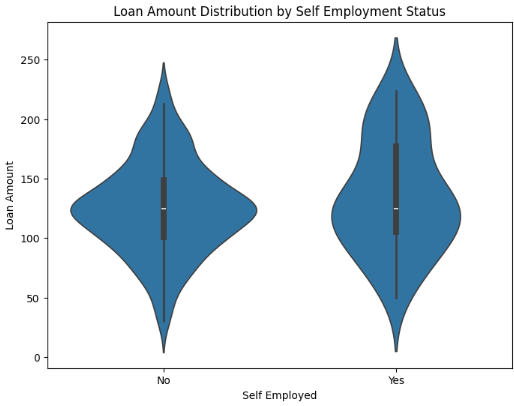 Loan Amount Distribution by Self Employment Status
250
200
150
100
50
0
Loan Amount
No
Yes
Self Employed